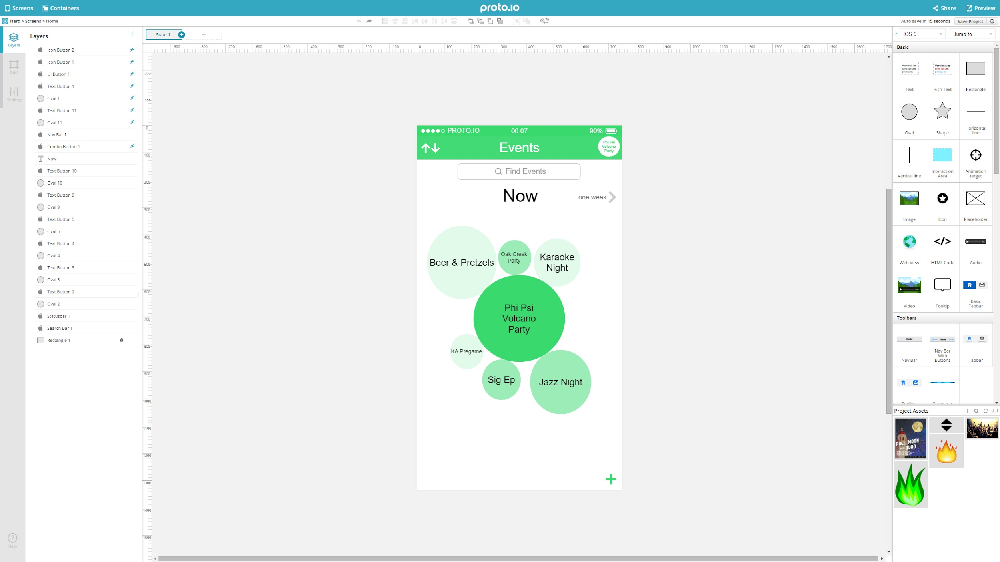 Screens
Containers
proto.io
Share
Preview
Herd > Screens > Home
70
Auto save in 15 seconds
Save Project
Layers
Grid
Settings
Help
Layers
Icon Button 2
Icon Button 1
UI Button 1
Text Button 1
Oval 1
Text Button 11
Oval 11
Nav Bar 1
Combo Button 1
Now
Text Button 10
Oval 10
Text Button 9
Oval 9
Text Button 5
Oval 5
Text Button 4
Oval 4
Text Button 3
Oval 3
Text Button 2
Oval 2
Statusbar 1
Search Bar 1
Rectangle 1
State 1
-900 -800 -700 -600 -500 -400 -300 -200 -100 0 100 200 300 400 500 600 700 800 900 1000 1100 1200 1300 1400 1500 1600 1700
-200
-100
0
100
200
300
400
500
600
700
800
900
1000
1100
1200
1300
1400
1500
PROTO.IO 00:07 90%
Events
Phi Psi
Volcano
Party
Find Events
Now
one week
Beer & Pretzels
Oak Creek
Party
Karaoke
Night
Phi Psi
Volcano
Party
KA Pregame
Sig Ep
Jazz Night
iOS 9
Jump to...
Basic
Vestibulum
ante ipsum
primis in
Vestibulum
ante ipsum
primis in
Text
Rich Text
Rectangle
Oval
Shape
Horizontal
line
Vertical line
Interaction
Area
Animation
target
Image
Icon
Placeholder
Web View
HTML Code
Audio
Video
Tooltip
Basic
Tabbar
Toolbars
Header
Header
Nav Bar
Nav Bar
With
Buttons
Tabbar
Toolbar
Statusbar
Project Assets
FULL MOON
on the QUAD